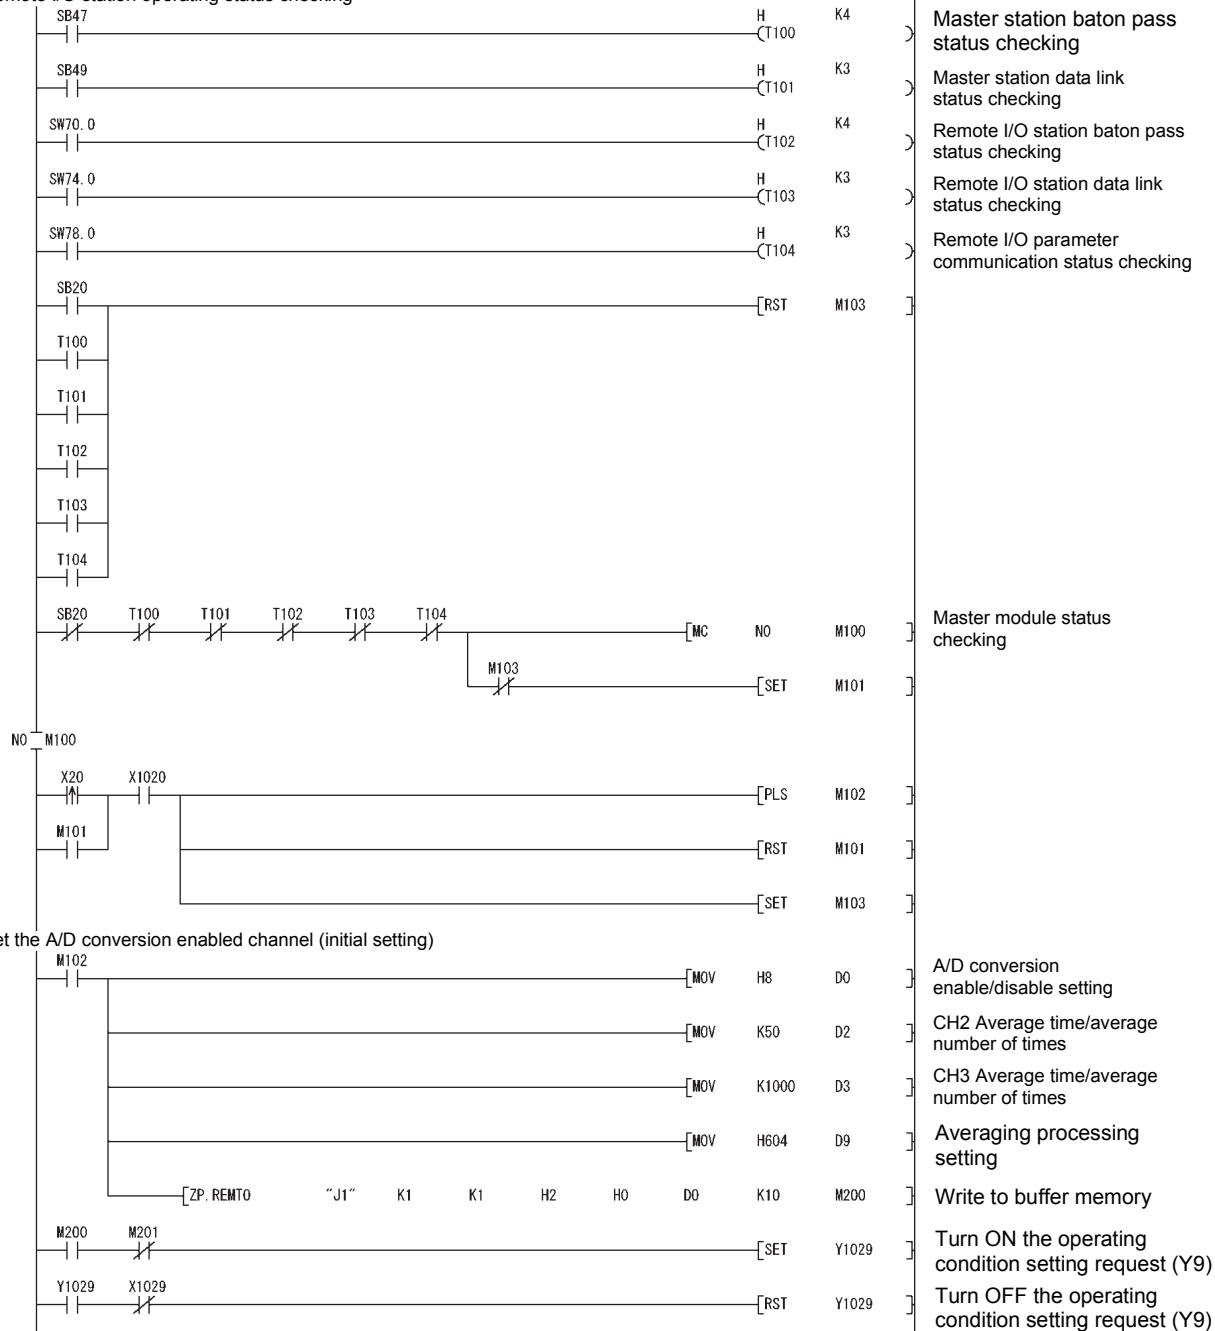 emote I/O station operating status checking
SB47 H K4 Master station baton pass
T100 status checking
SB49 H K3 Master station data link
T101 status checking
SW70.0 H K4 Remote I/O station baton pass
T102 status checking
SW74.0 H K3 Remote I/O station data link
T103 status checking
SW78.0 H K3 Remote I/O parameter
T104 communication status checking
SB20
RST M103
T100
T101
T102
T103
T104
SB20 T100 T101 T102 T103 T104 Master module status
MC N0 M100 checking
M103
SET M101
N0 M100
X20 X1020
PLS M102
M101
RST M101
SET M103
et the A/D conversion enabled channel (initial setting)
M102 A/D conversion
MOV H8 D0 enable/disable setting
CH2 Average time/average
MOV K50 D2 number of times
CH3 Average time/average
MOV K1000 D3 number of times
MOV H604 D9 Averaging processing
setting
ZP.REMTO "J1" K1 K1 H2 H0 D0 K10 M200 Write to buffer memory
M200 M201 Turn ON the operating
SET Y1029 condition setting request (Y9)
Y1029 X1029 Turn OFF the operating
RST Y1029 condition setting request (Y9)